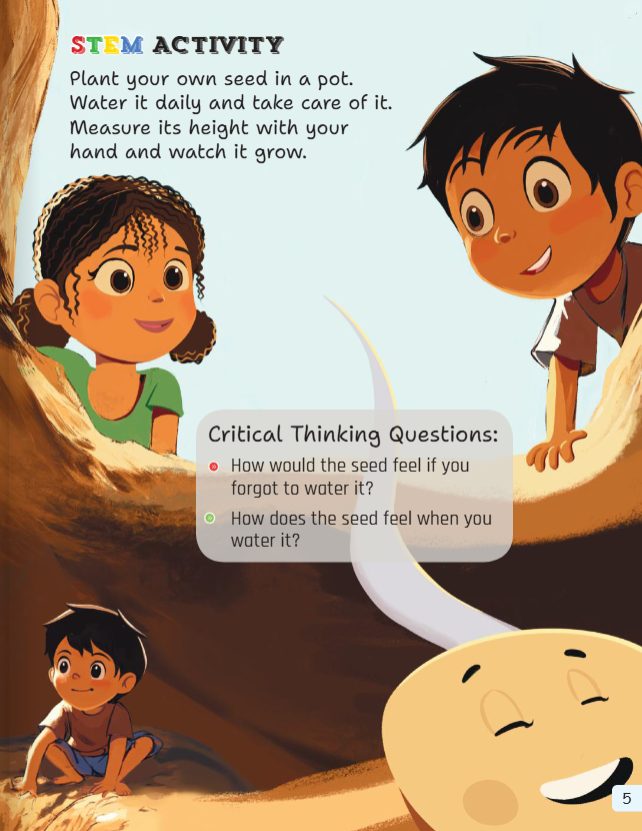 STEM ACTIVITY
Plant your own seed in a pot.
Water it daily and take care of it.
Measure its height with your
hand and watch it grow.
Critical Thinking Questions:
How would the seed feel if you
forgot to water it?
How does the seed feel when you
water it?
5